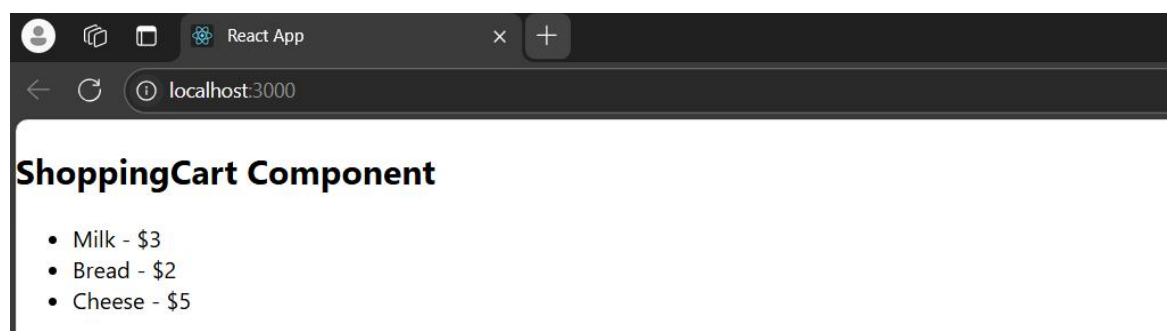 React App
localhost:3000
ShoppingCart Component
• Milk - $3
• Bread - $2
• Cheese - $5